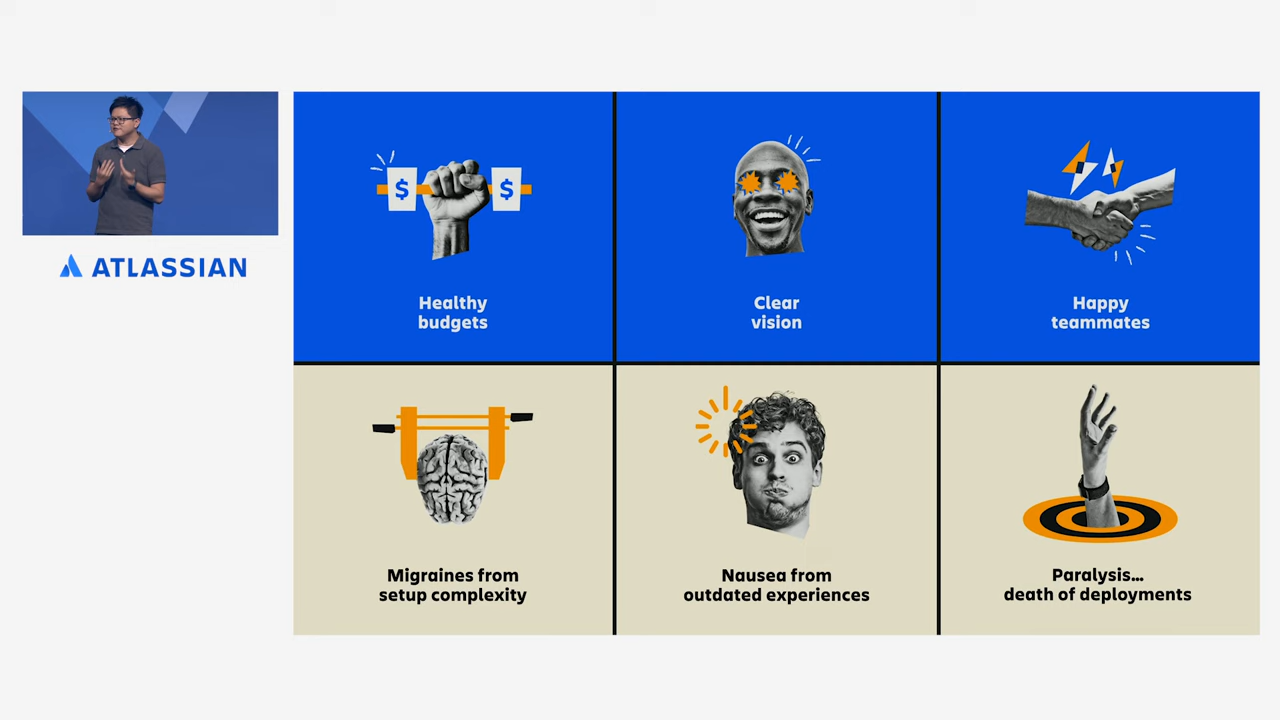 ATLASSIAN
$ $
Healthy
budgets
Clear
vision
Happy
teammates
Migraines from
setup complexity
Nausea from
outdated experiences
Paralysis...
death of deployments